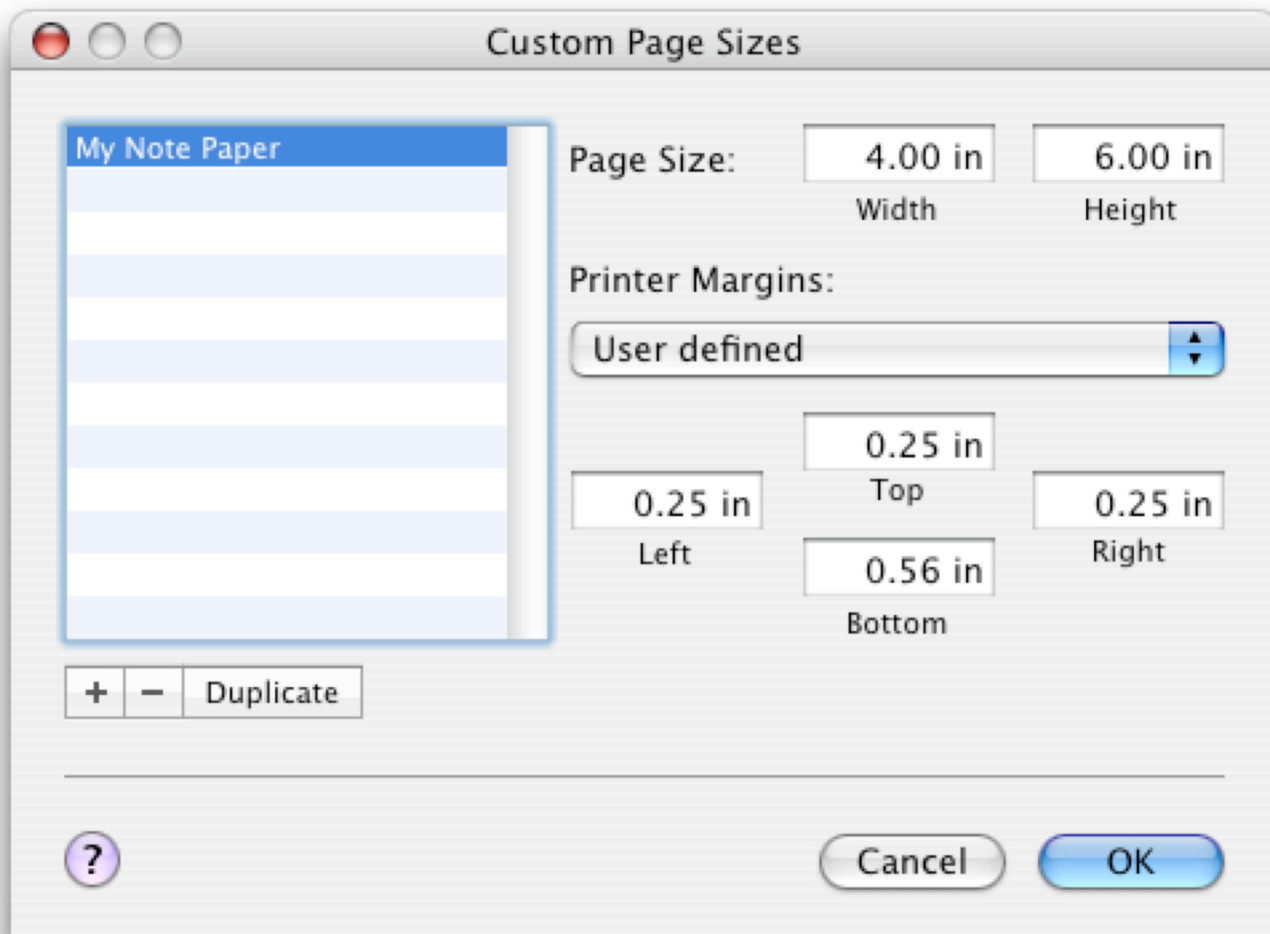 Custom Page Sizes
My Note Paper
Page Size:
4.00 in
6.00 in
Width
Height
Printer Margins:
User defined
0.25 in
Top
0.25 in
Left
0.25 in
Right
0.56 in
Bottom
+ − Duplicate
?
Cancel
OK